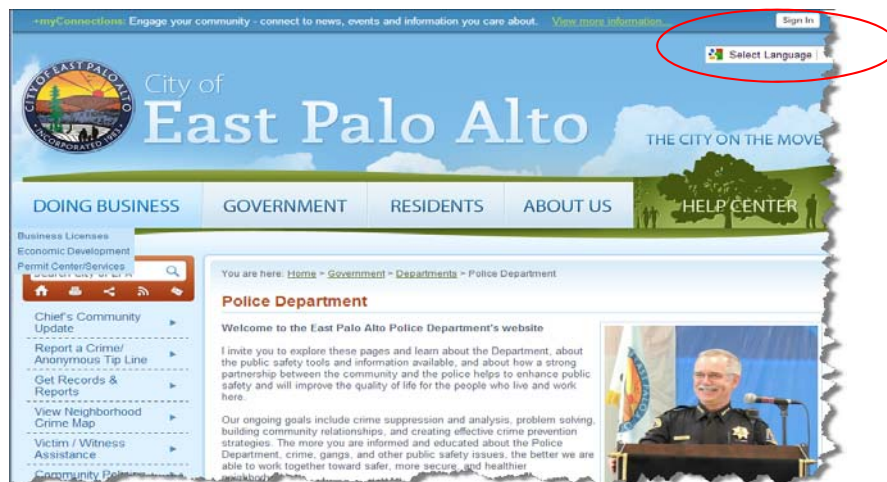 +myConnections: Engage your community - connect to news, events and information you care about. View more information...
Sign In
Select Language
CITY OF EAST PALO ALTO
INCORPORATED 1983
City of
East Palo Alto
THE CITY ON THE MOVE
DOING BUSINESS
GOVERNMENT
RESIDENTS
ABOUT US
HELP CENTER
Business Licenses
Economic Development
Permit Center/Services
Search City of EPA
You are here: Home > Government > Departments > Police Department
Police Department
Chief's Community
Update
Report a Crime/
Anonymous Tip Line
Get Records &
Reports
View Neighborhood
Crime Map
Victim / Witness
Assistance
Community
Welcome to the East Palo Alto Police Department's website
I invite you to explore these pages and learn about the Department, about
the public safety tools and information available, and about how a strong
partnership between the community and the police helps to enhance public
safety and will improve the quality of life for the people who live and work
here.
Our ongoing goals include crime suppression and analysis, problem solving,
building community relationships, and creating effective crime prevention
strategies. The more you are informed and educated about the Police
Department, crime, gangs, and other public safety issues, the better we are
able to work together toward safer, more secure, and healthier